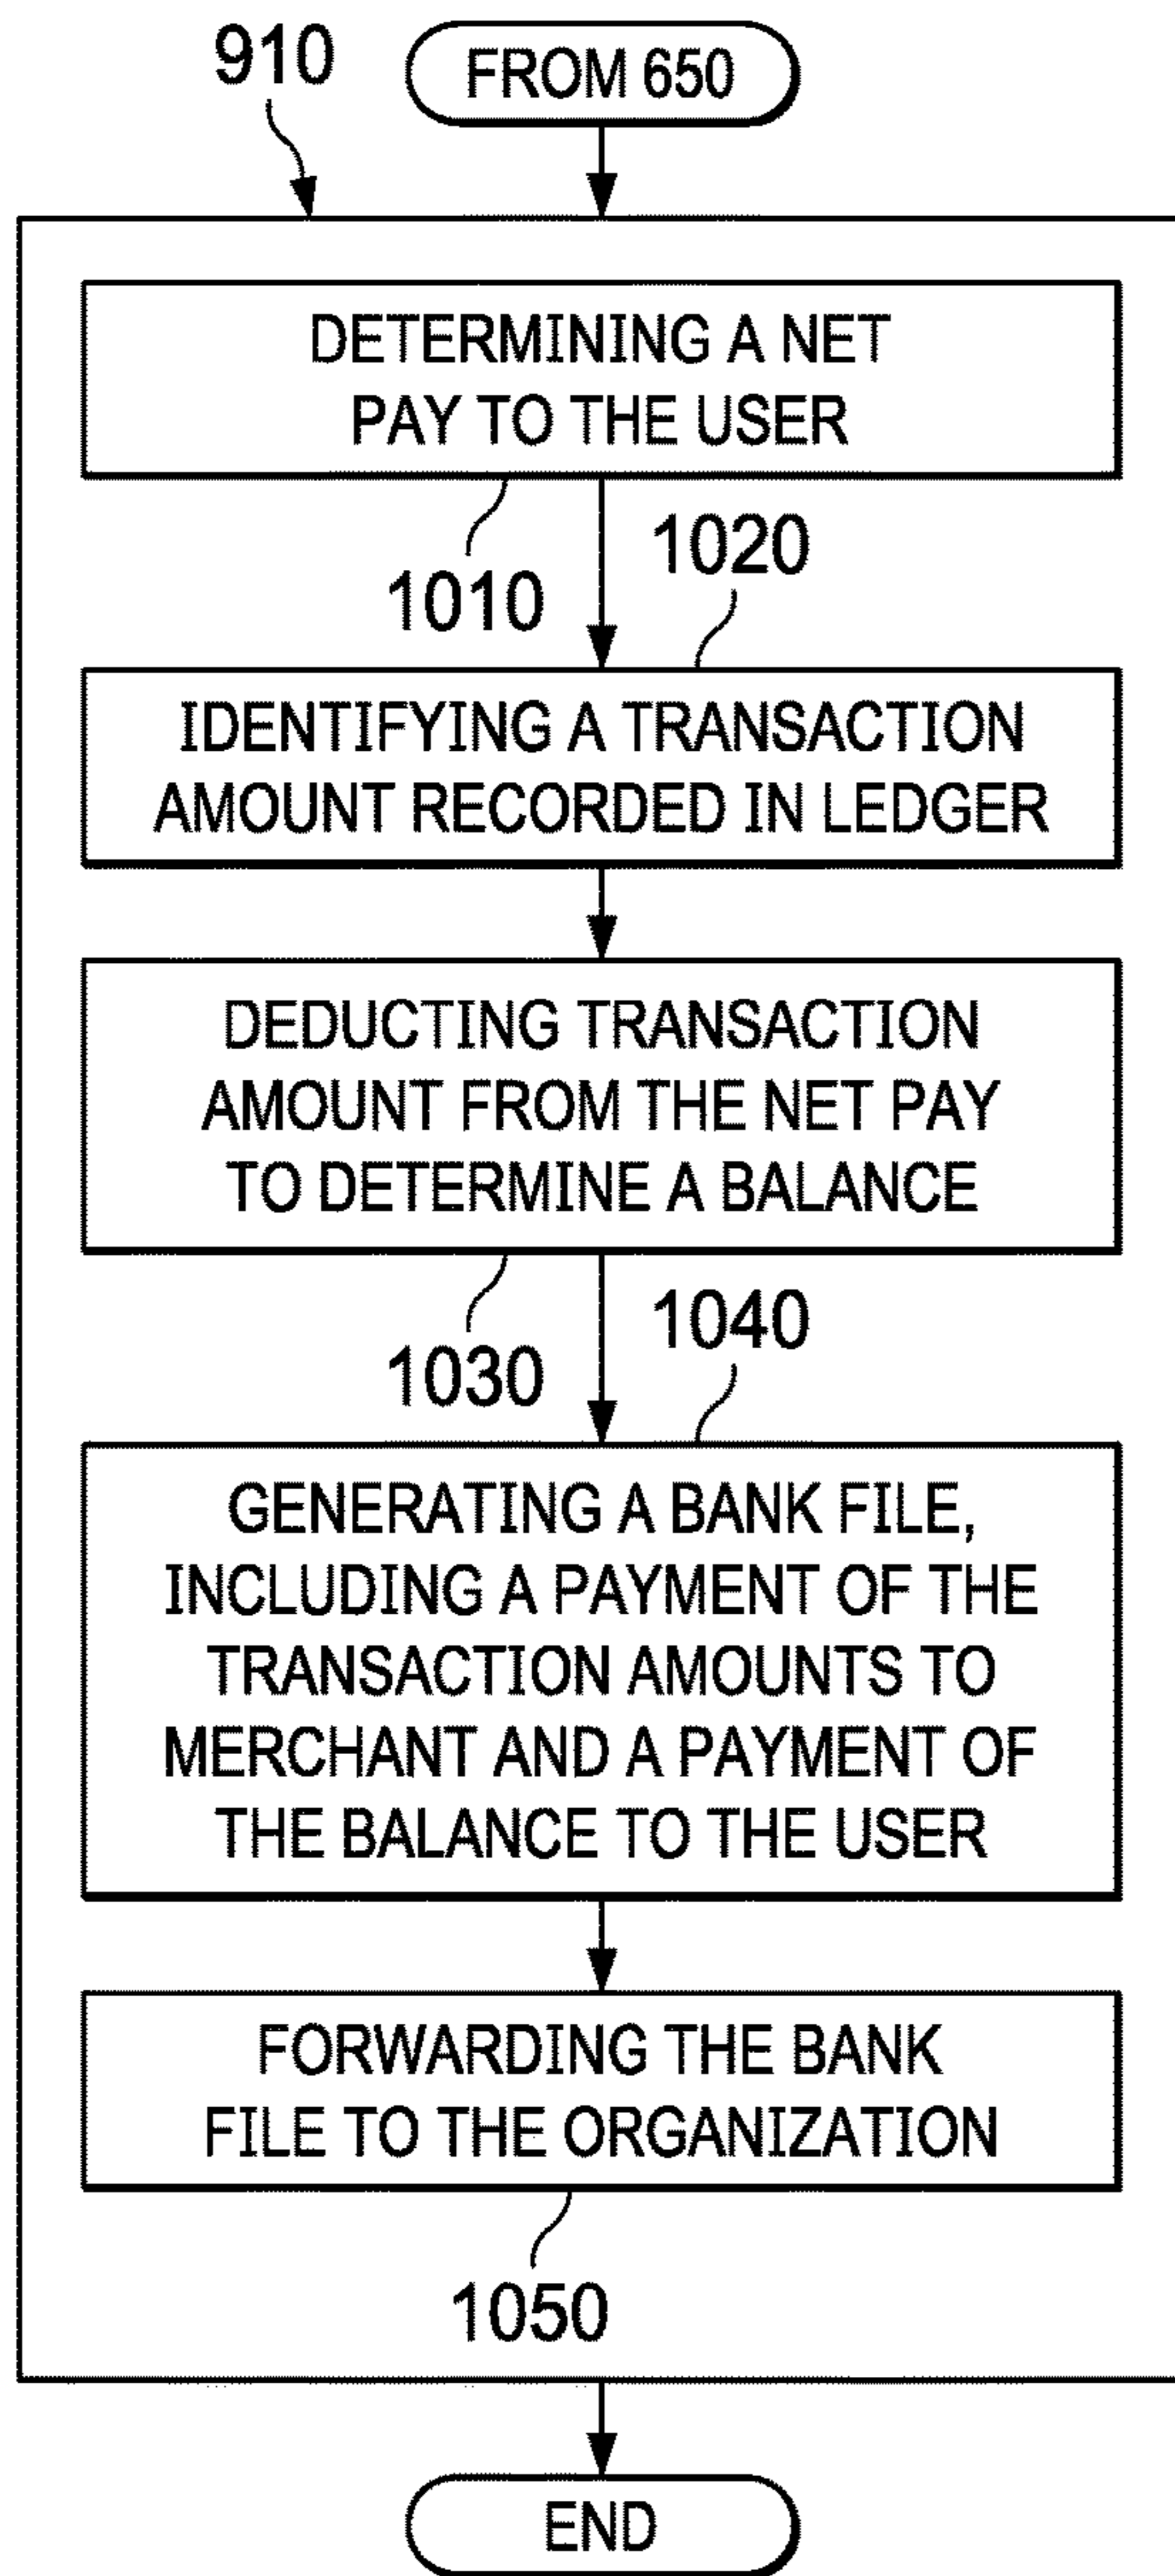 910
FROM 650
DETERMINING A NET
PAY TO THE USER
1010
1020
IDENTIFYING A TRANSACTION
AMOUNT RECORDED IN LEDGER
DEDUCTING TRANSACTION
AMOUNT FROM THE NET PAY
TO DETERMINE A BALANCE
1030
1040
GENERATING A BANK FILE,
INCLUDING A PAYMENT OF THE
TRANSACTION AMOUNTS TO
MERCHANT AND A PAYMENT OF
THE BALANCE TO THE USER
FORWARDING THE BANK
FILE TO THE ORGANIZATION
1050
END